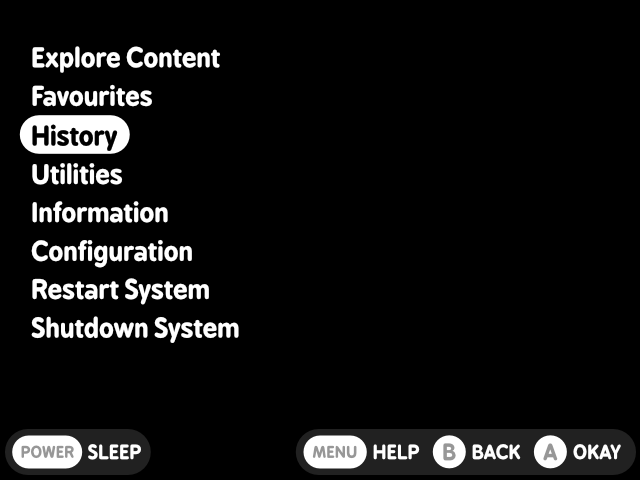 Explore Content
Favourites
History
Utilities
Information
Configuration
Restart System
Shutdown System
POWER SLEEP MENU HELP B BACK A OKAY